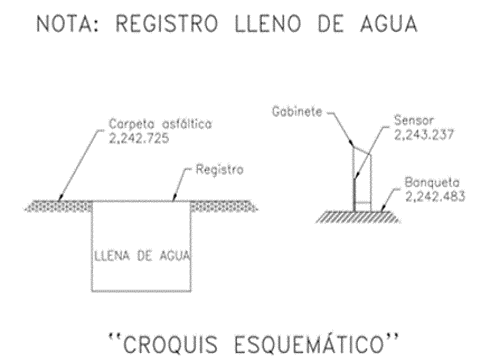 NOTA: REGISTRO LLENO DE AGUA
Carpeta asfáltica
2,242.725
Registro
LLENA DE AGUA
Gabinete
Sensor
2,243.237
Banqueta
2,242.483
"CROQUIS ESQUEMÁTICO"